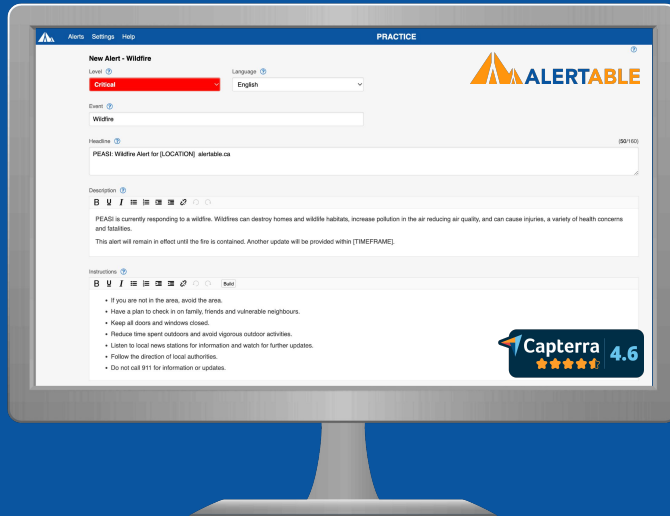 Alerts Settings Help PRACTICE
New Alert - Wildfire
ALERTABLE
Level ? Language ?
Critical English
Event ?
Wildfire
Headline ? (50/160)
PEASI: Wildfire Alert for [LOCATION] alertable.ca
Description ?
B U I
PEASI is currently responding to a wildfire. Wildfires can destroy homes and wildlife habitats, increase pollution in the air reducing air quality, and can cause injuries, a variety of health concerns
and fatalities.
This alert will remain in effect until the fire is contained. Another update will be provided within [TIMEFRAME].
Instructions ?
B U I Build
• If you are not in the area, avoid the area.
• Have a plan to check in on family, friends and vulnerable neighbours.
• Keep all doors and windows closed.
• Reduce time spent outdoors and avoid vigorous outdoor activities.
• Listen to local news stations for information and watch for further updates.
• Follow the direction of local authorities.
• Do not call 911 for information or updates.
Capterra 4.6